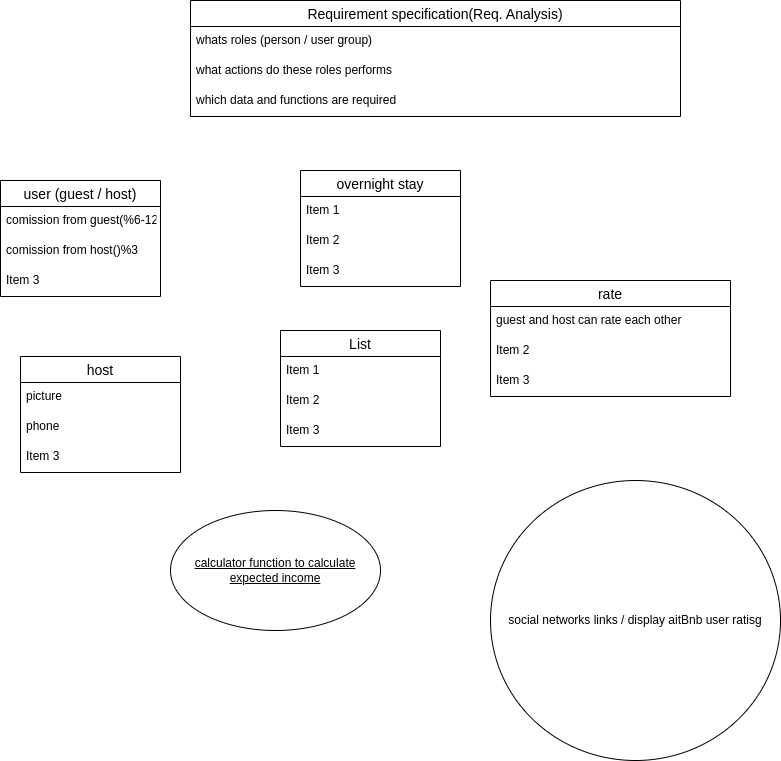 Requirement specification(Req. Analysis)
whats roles (person / user group)
what actions do these roles performs
which data and functions are required
user (guest / host)
comission from guest(%6-12
comission from host()%3
Item 3
overnight stay
Item 1
Item 2
Item 3
rate
guest and host can rate each other
Item 2
Item 3
host
picture
phone
Item 3
List
Item 1
Item 2
Item 3
calculator function to calculate
expected income
social networks links / display aitBnb user ratisg